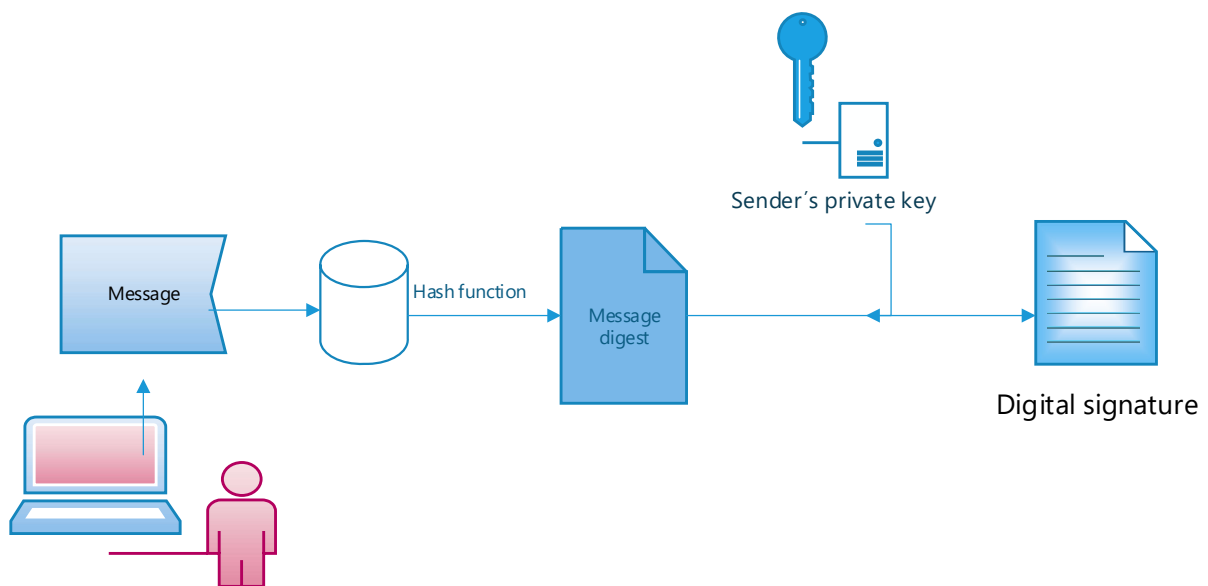 Sender´s private key
Message
Hash function
Message
digest
Digital signature